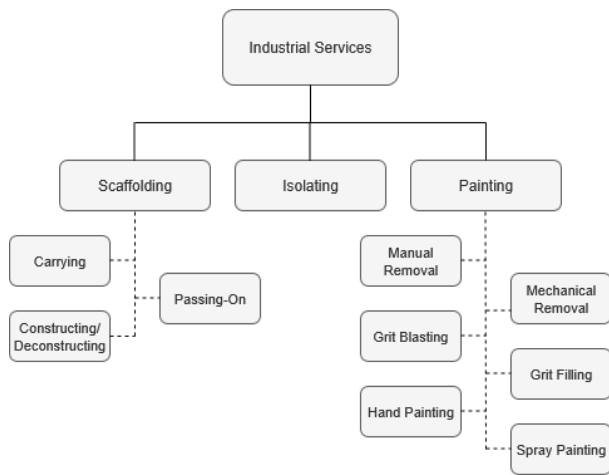 Industrial Services
Scaffolding
Isolating
Painting
Carrying
Passing-On
Constructing/
Deconstructing
Manual
Removal
Mechanical
Removal
Grit Blasting
Grit Filling
Hand Painting
Spray Painting